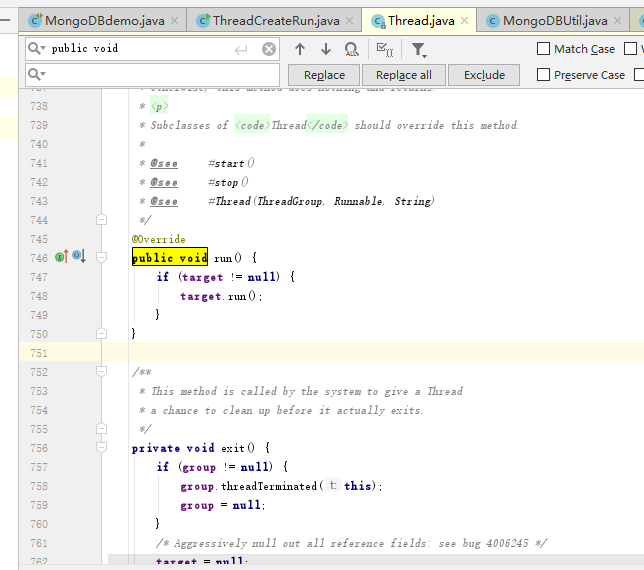 MongoDBdemo.java × ThreadCreateRun.java × Thread.java × MongoDBUtil.java ×
public void Match Case
Replace Replace all Exclude Preserve Case
* otherwise, this method does nothing and returns.
738 * <p>
739 * Subclasses of <code>Thread</code> should override this method.
740 *
741 * @see #start()
742 * @see #stop()
743 * @see #Thread(ThreadGroup, Runnable, String)
744 */
745 @Override
746 public void run() {
747 if (target != null) {
748 target.run();
749 }
750 }
751
752 /**
753 * This method is called by the system to give a Thread
754 * a chance to clean up before it actually exits.
755 */
756 private void exit() {
757 if (group != null) {
758 group.threadTerminated( t: this);
759 group = null;
760 }
761 /* Aggressively null out all reference fields: see bug 4006245 */
762 target = null;